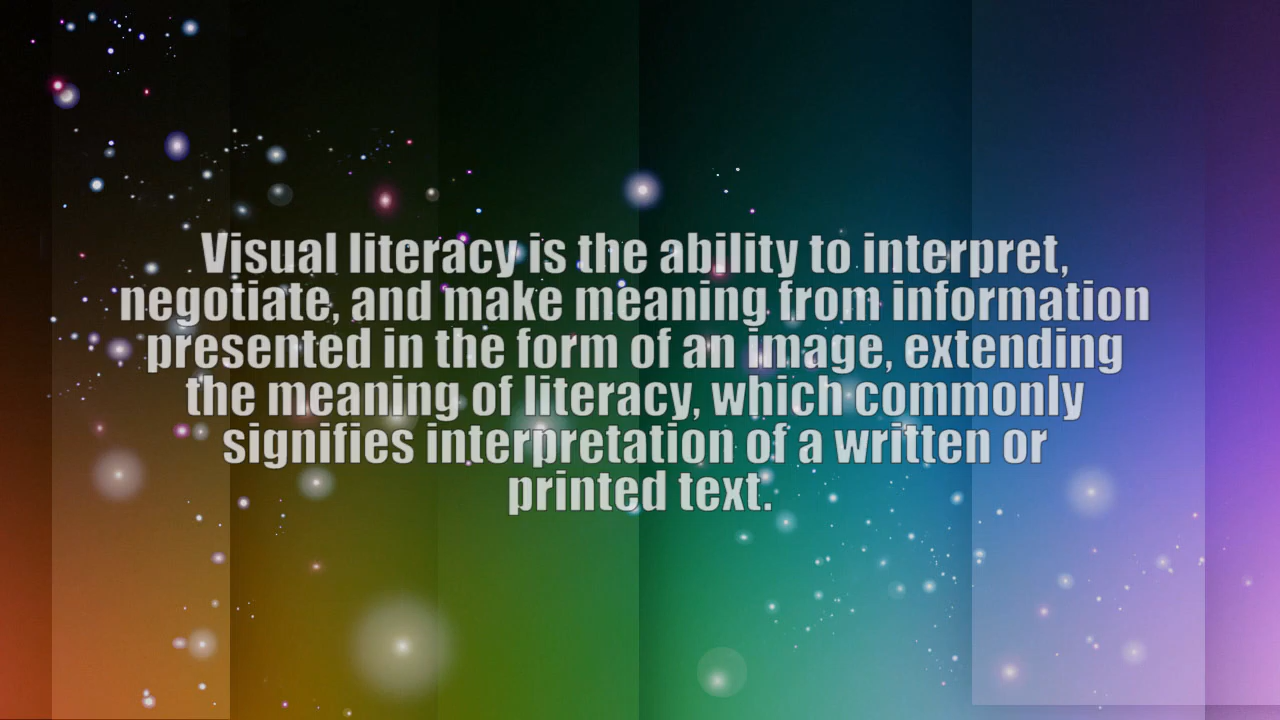 Visual literacy is the ability to interpret,
negotiate, and make meaning from information
presented in the form of an image, extending
the meaning of literacy, which commonly
signifies interpretation of a written or
printed text.